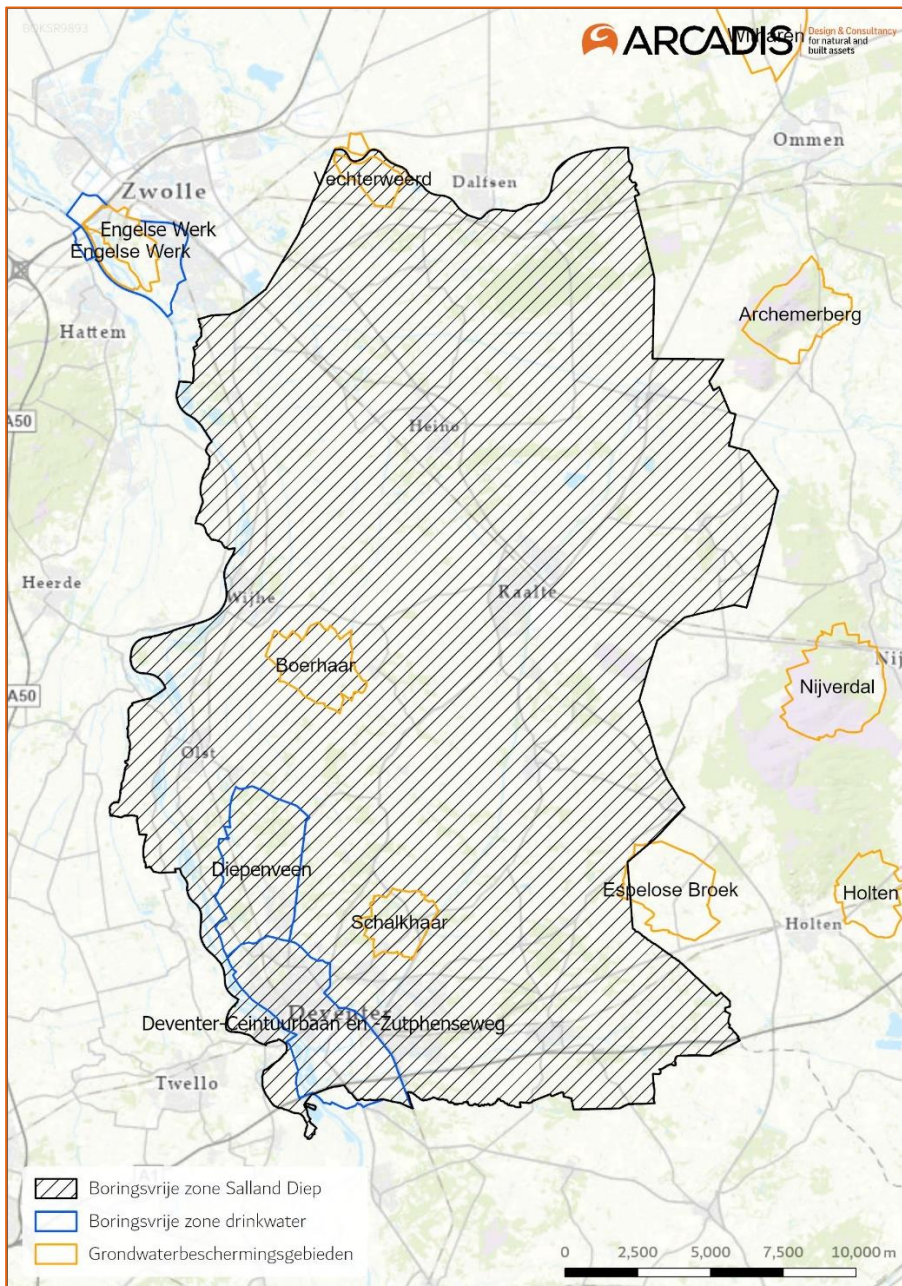 BQKSR9893
ARCADIS
Design & Consultancy
for natural and
built assets
Witharen
Ommen
Vechterweerd
Dalfsen
Zwolle
Engelse Werk
Engelse Werk
Archemerberg
Hattem
A50
Heino
Heerde
Wijhe
Raalte
Boerhaar
Nij
Nijverdal
A50
Olst
Diepenveen
Espelose Broek
Holten
Schalkhaar
Holten
Deventer
Deventer-Ceintuurbaan en -Zutphenseweg
Twello
Boringsvrije zone Salland Diep
Boringsvrije zone drinkwater
Grondwaterbeschermingsgebieden
0 2,500 5,000 7,500 10,000 m